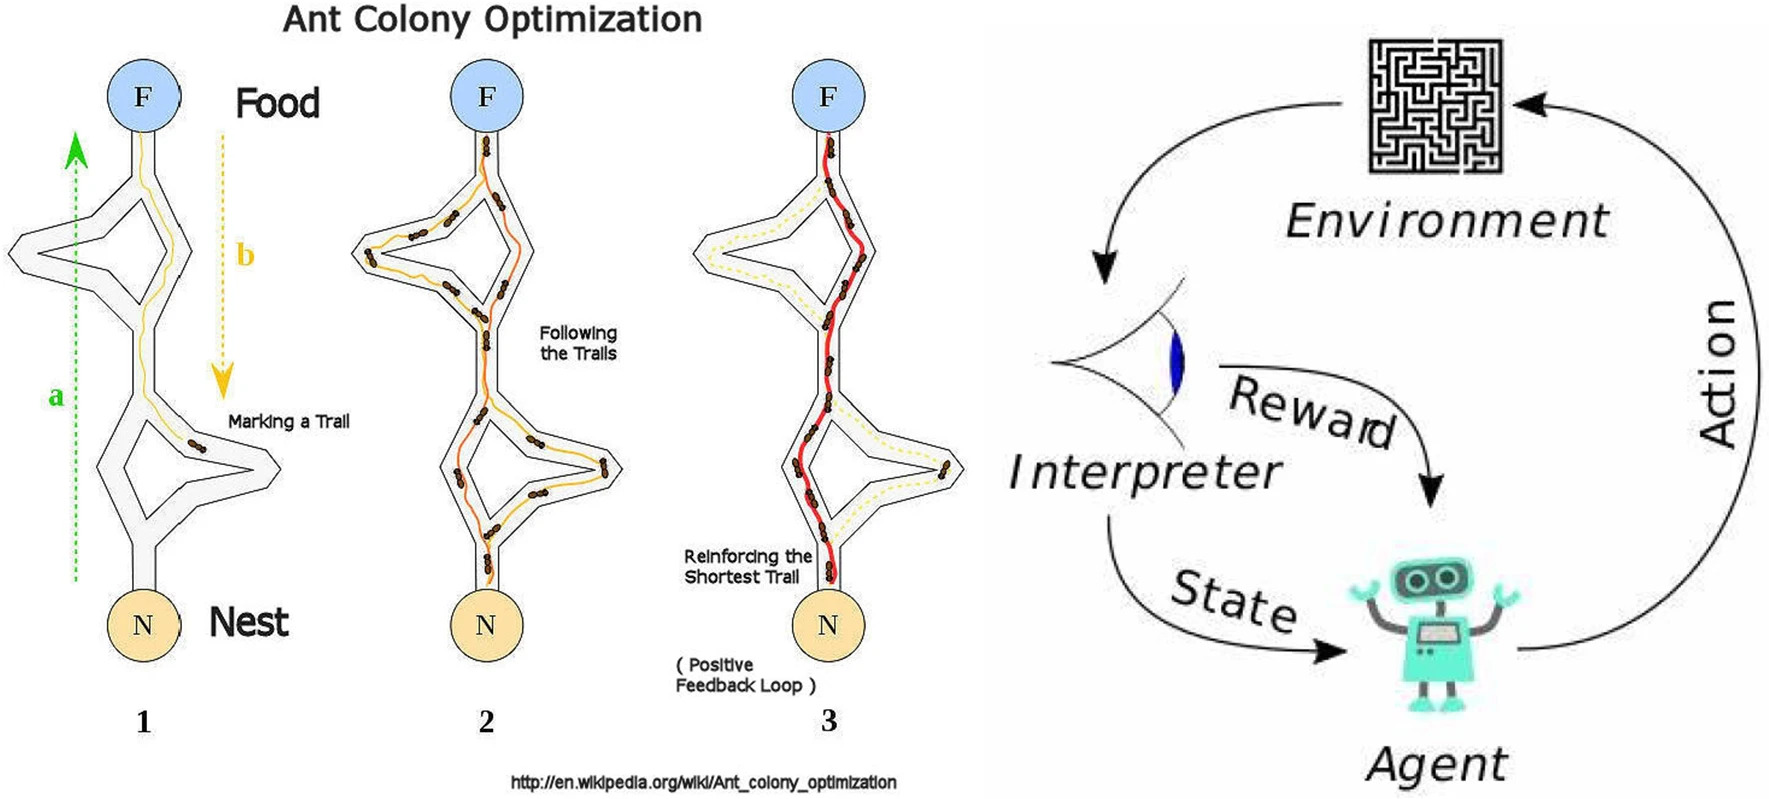 Ant Colony Optimization
F
Food
a
b
Marking a Trail
N
Nest
1
F
Following
the Trails
N
2
F
Reinforcing the
Shortest Trail
N
( Positive
Feedback Loop )
3
http://en.wikipedia.org/wiki/Ant_colony_optimization
Environment
Interpreter
Reward
State
Action
Agent